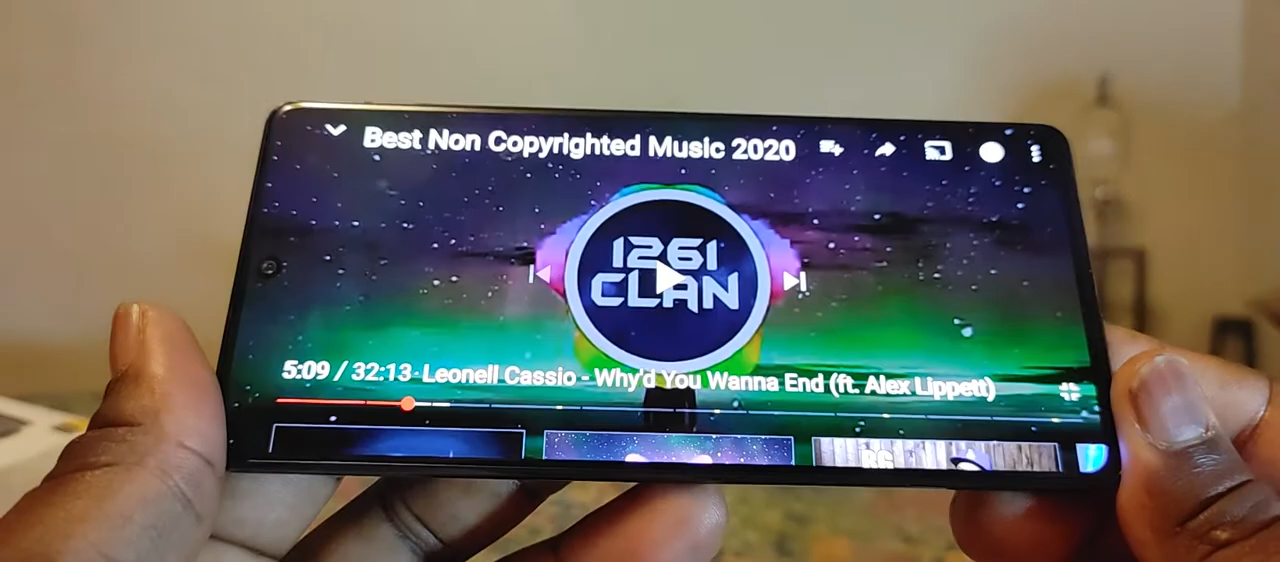 Best Non Copyrighted Music 2020
1261
CLAN
5:09 / 32:13 · Leonell Cassio - Why'd You Wanna End (ft. Alex Lippett)
RG